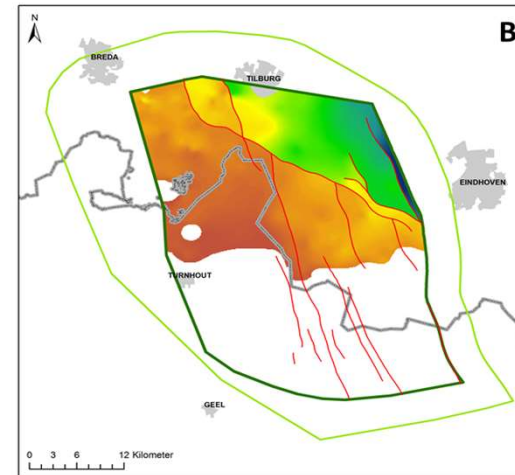 N
B
BREDA
TILBURG
EINDHOVEN
TURNHOUT
GEEL
0 3 6 12 Kilometer